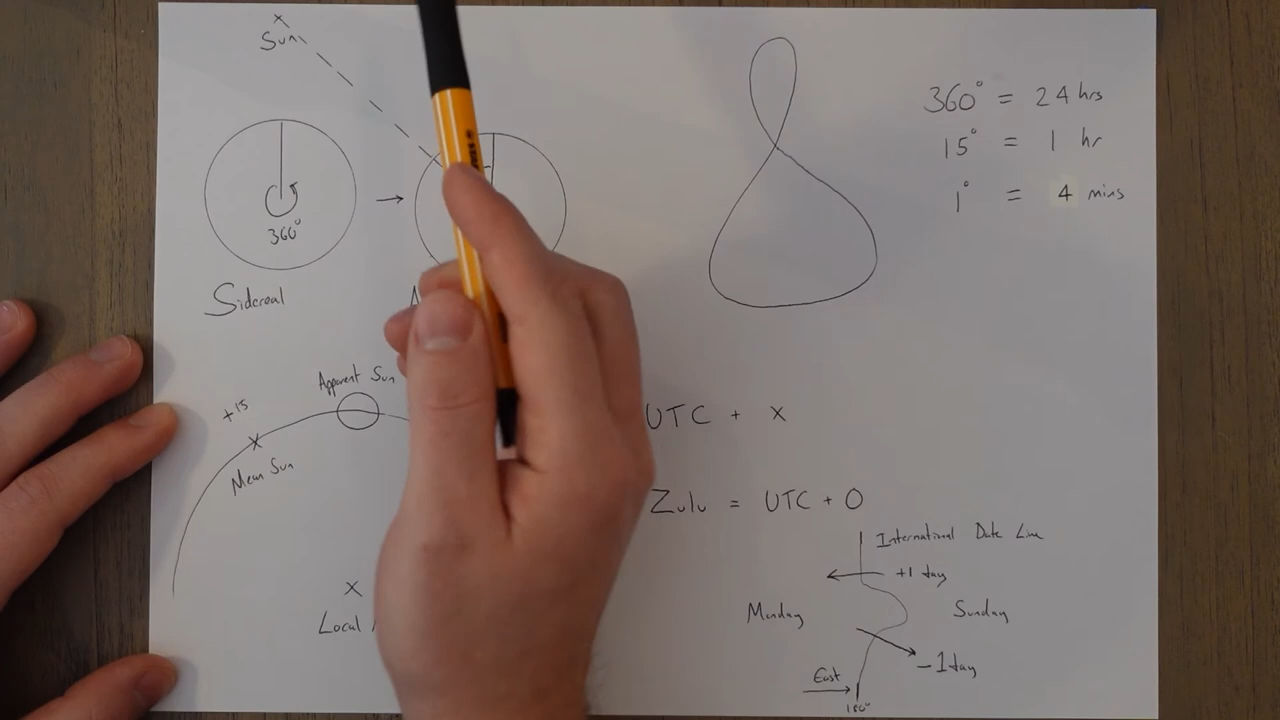 x
Sun
360°
Sidereal
360° = 24 hrs
15° = 1 hr
1° = 4 mins
Apparent Sun
+15
x
Mean Sun
UTC + x
Zulu = UTC + 0
x
Local
International Date Line
+1 day
Monday
Sunday
-1 day
East
180°